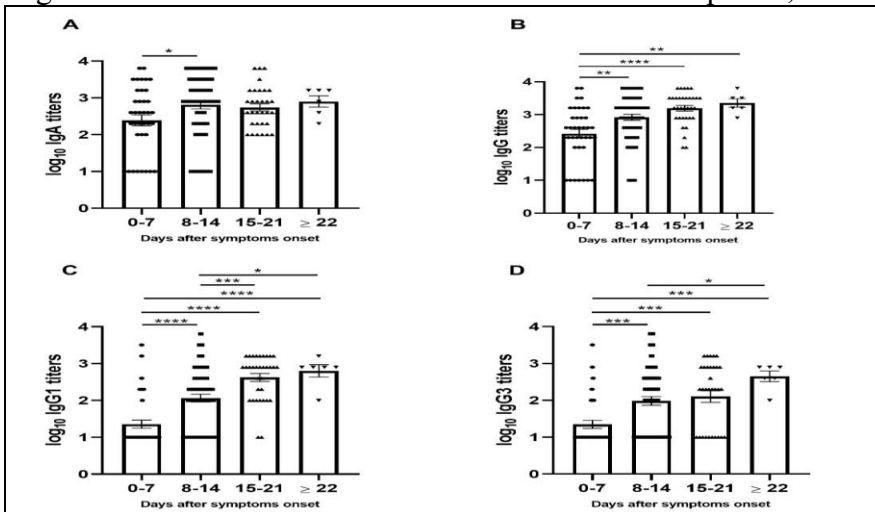 A
*
log10 IgA titers
4
3
2
1
0
0-7 8-14 15-21 ≥ 22
Days after symptoms onset
B
**
****
**
log10 IgG titers
4
3
2
1
0
0-7 8-14 15-21 ≥ 22
Days after symptoms onset
C
*
***
****
****
****
log10 IgG1 titers
4
3
2
1
0
0-7 8-14 15-21 ≥ 22
Days after symptoms onset
D
*
***
***
***
log10 IgG3 titers
4
3
2
1
0
0-7 8-14 15-21 ≥ 22
Days after symptoms onset